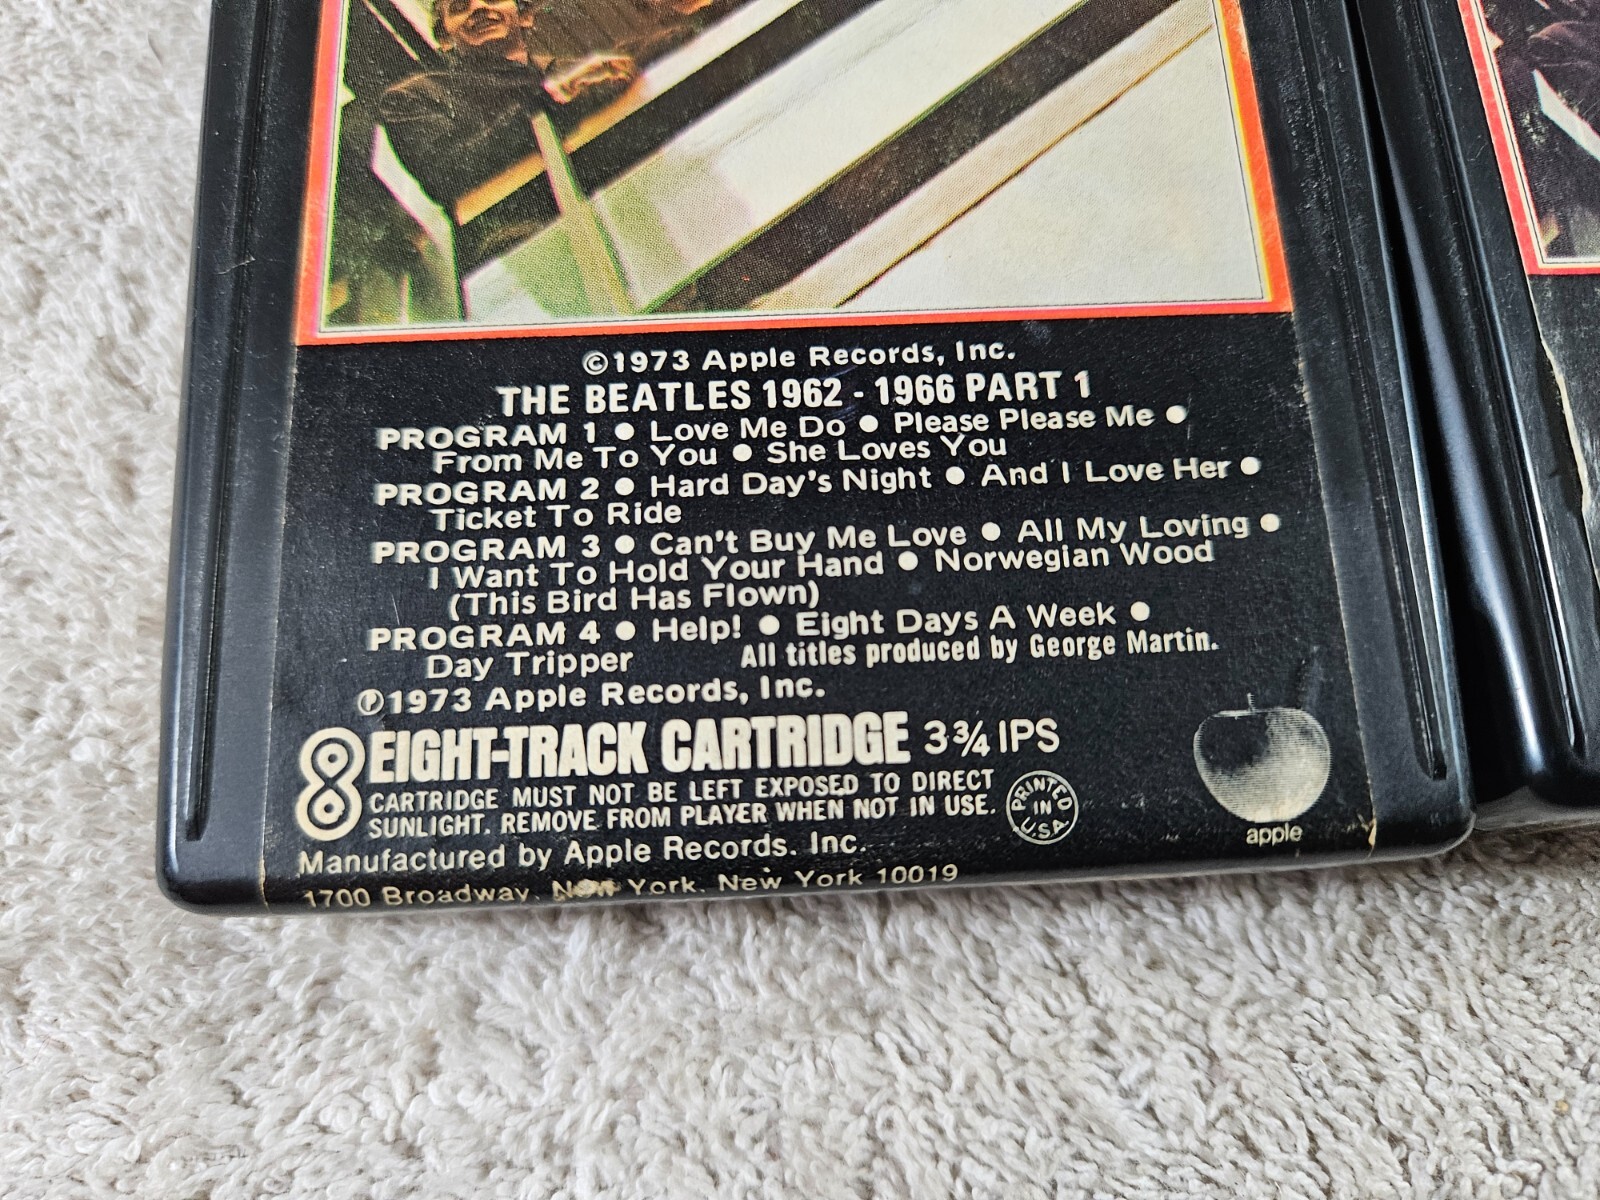 ©1973 Apple Records, Inc.
THE BEATLES 1962 - 1966 PART 1
PROGRAM 1 ● Love Me Do ● Please Please Me ●
From Me To You ● She Loves You
PROGRAM 2 ● Hard Day's Night ● And I Love Her ●
Ticket To Ride
PROGRAM 3 ● Can't Buy Me Love ● All My Loving ●
I Want To Hold Your Hand ● Norwegian Wood
(This Bird Has Flown)
PROGRAM 4 ● Help! ● Eight Days A Week ●
Day Tripper
All titles produced by George Martin.
℗1973 Apple Records, Inc.
8 EIGHT-TRACK CARTRIDGE 3¾ IPS
CARTRIDGE MUST NOT BE LEFT EXPOSED TO DIRECT
SUNLIGHT. REMOVE FROM PLAYER WHEN NOT IN USE.
PRINTED IN U.S.A.
apple
Manufactured by Apple Records. Inc.
1700 Broadway. New York. New York 10019